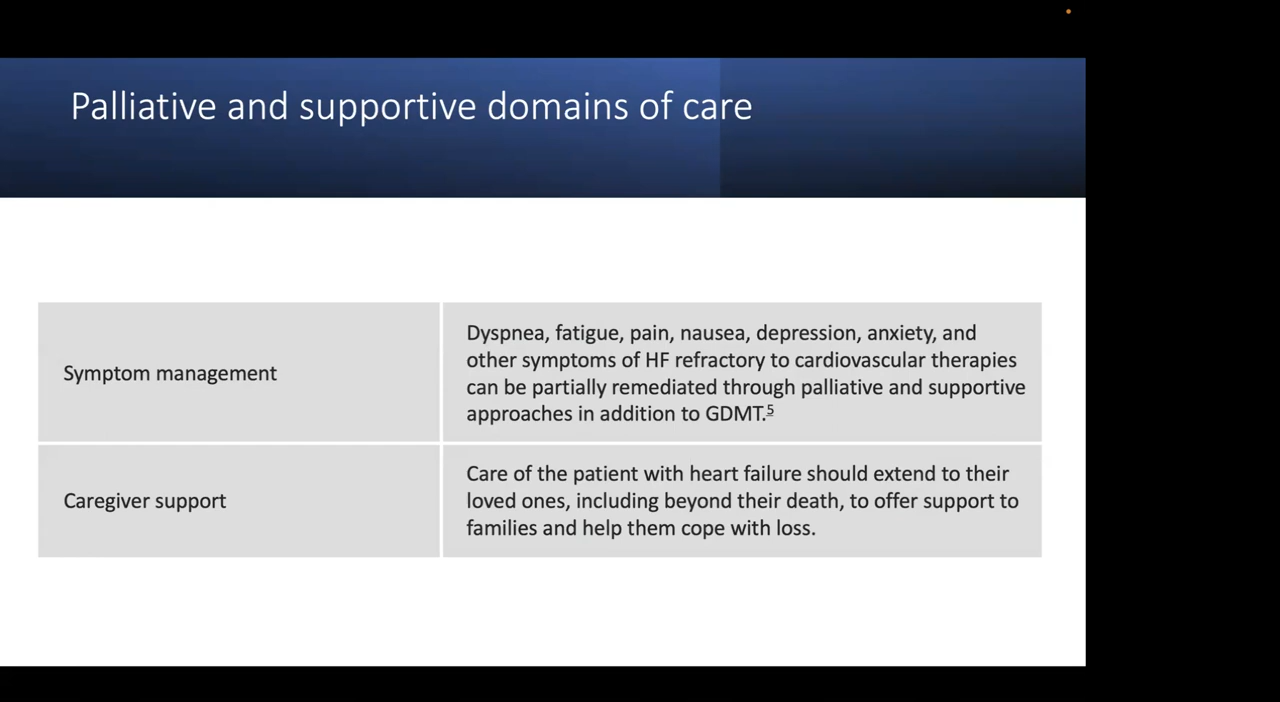 Palliative and supportive domains of care
Symptom management
Dyspnea, fatigue, pain, nausea, depression, anxiety, and
other symptoms of HF refractory to cardiovascular therapies
can be partially remediated through palliative and supportive
approaches in addition to GDMT.5
Caregiver support
Care of the patient with heart failure should extend to their
loved ones, including beyond their death, to offer support to
families and help them cope with loss.